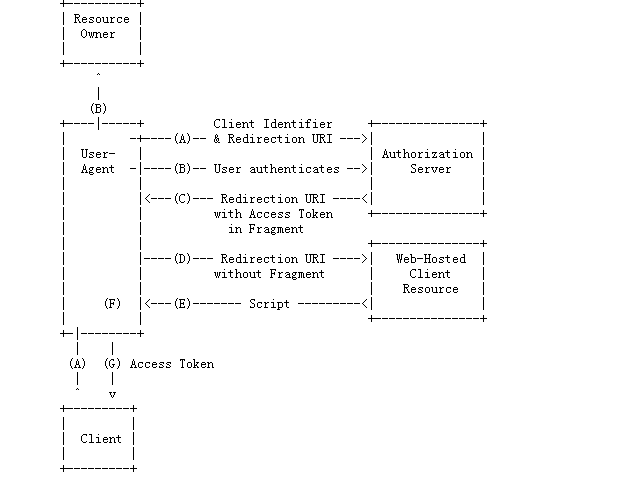 Resource
Owner
(B)
Client Identifier
(A) & Redirection URI
User-
Agent
(B) User authenticates
Authorization
Server
(C) Redirection URI
with Access Token
in Fragment
(D) Redirection URI
without Fragment
Web-Hosted
Client
Resource
(F)
(E) Script
(A) (G) Access Token
Client